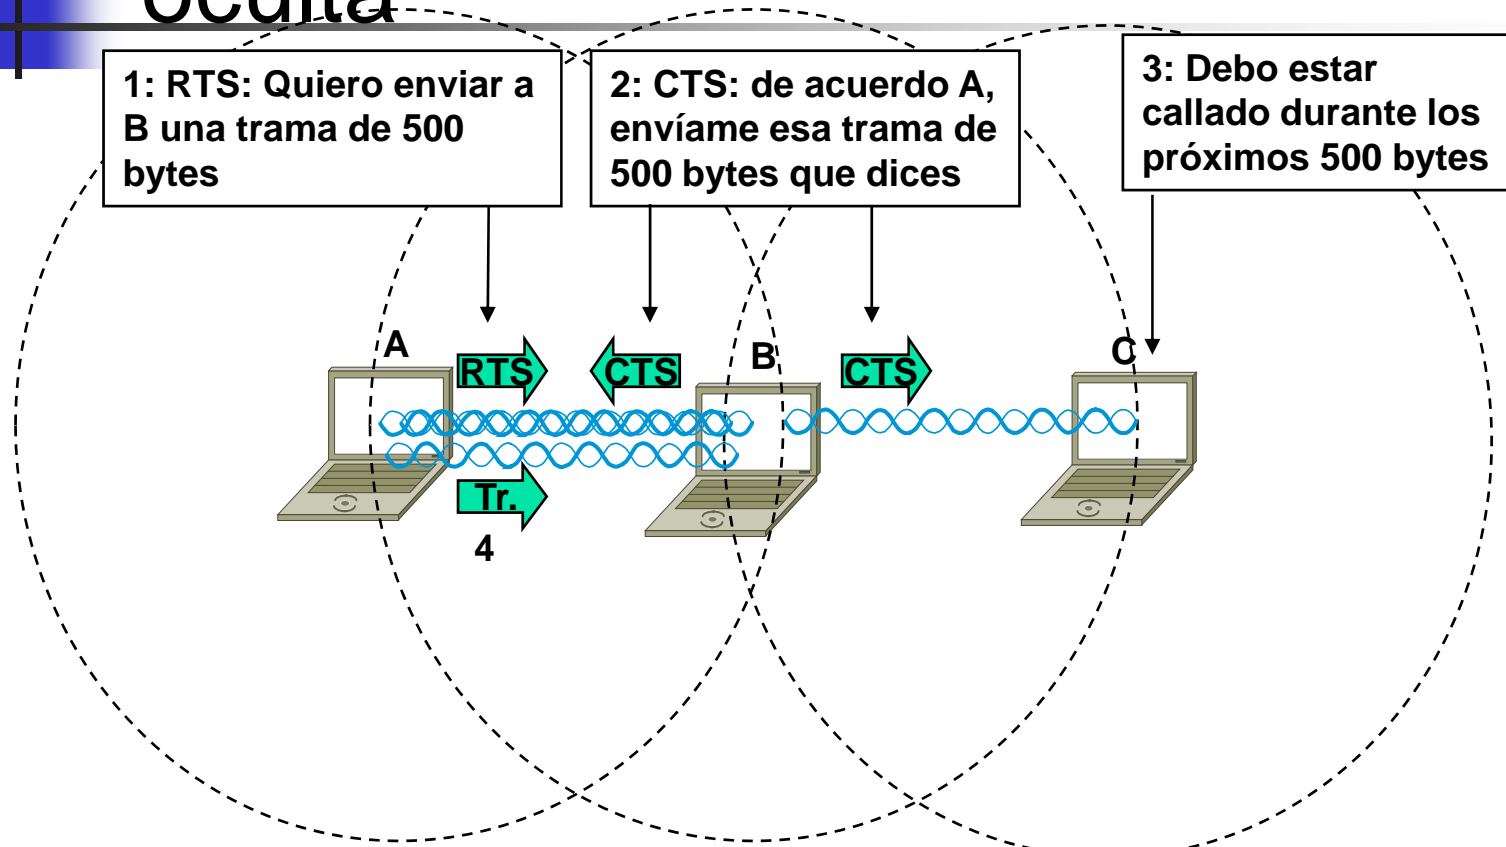 oculta
1: RTS: Quiero enviar a
B una trama de 500
bytes
2: CTS: de acuerdo A,
envíame esa trama de
500 bytes que dices
3: Debo estar
callado durante los
próximos 500 bytes
A
B
C
RTS
CTS
CTS
Tr.
4